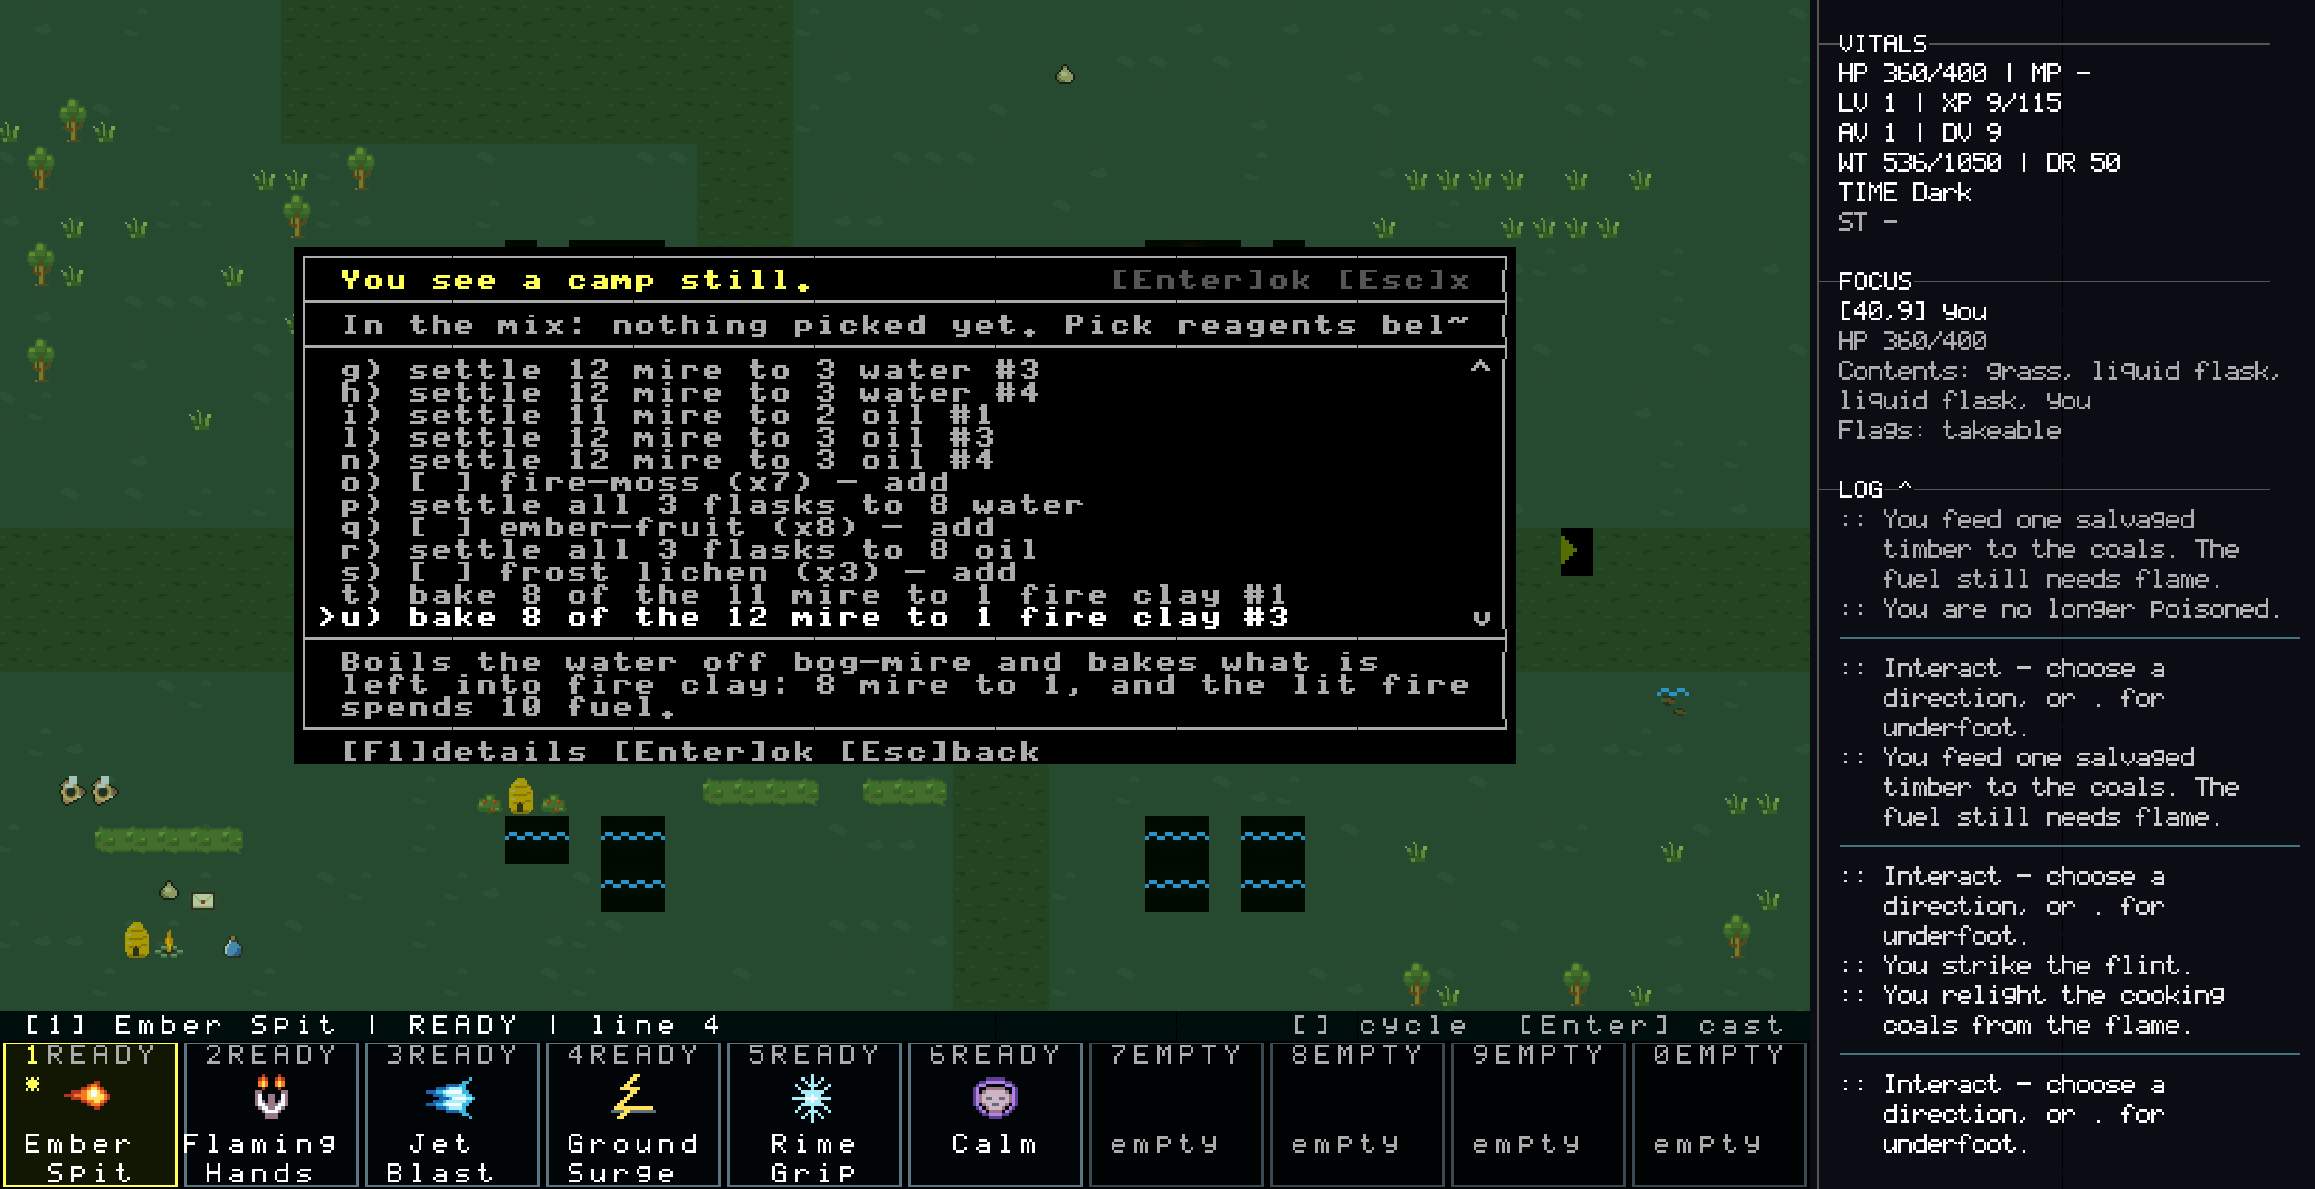 You see a camp still. [Enter]ok [Esc]x
In the mix: nothing picked yet. Pick reagents bel~
g) settle 12 mire to 3 water #3 ^
h) settle 12 mire to 3 water #4
i) settle 11 mire to 2 oil #1
l) settle 12 mire to 3 oil #3
n) settle 12 mire to 3 oil #4
o) [ ] fire-moss (x7) - add
p) settle all 3 flasks to 8 water
q) [ ] ember-fruit (x8) - add
r) settle all 3 flasks to 8 oil
s) [ ] frost lichen (x3) - add
t) bake 8 of the 11 mire to 1 fire clay #1
>u) bake 8 of the 12 mire to 1 fire clay #3 v
Boils the water off bog-mire and bakes what is
left into fire clay: 8 mire to 1, and the lit fire
spends 10 fuel.
[F1]details [Enter]ok [Esc]back
[1] Ember Spit | READY | line 4 [] cycle [Enter] cast
1READY 2READY 3READY 4READY 5READY 6READY 7EMPTY 8EMPTY 9EMPTY 0EMPTY
*
Ember Flaming Jet Ground Rime Calm empty empty empty empty
Spit Hands Blast Surge Grip
VITALS
HP 360/400 | MP -
LV 1 | XP 9/115
AV 1 | DV 9
WT 536/1050 | DR 50
TIME Dark
ST -
FOCUS
[40,9] You
HP 360/400
Contents: grass, liquid flask,
liquid flask, you
Flags: takeable
LOG ^
:: You feed one salvaged
timber to the coals. The
fuel still needs flame.
:: You are no longer poisoned.
:: Interact - choose a
direction, or . for
underfoot.
:: You feed one salvaged
timber to the coals. The
fuel still needs flame.
:: Interact - choose a
direction, or . for
underfoot.
:: You strike the flint.
:: You relight the cooking
coals from the flame.
:: Interact - choose a
direction, or . for
underfoot.